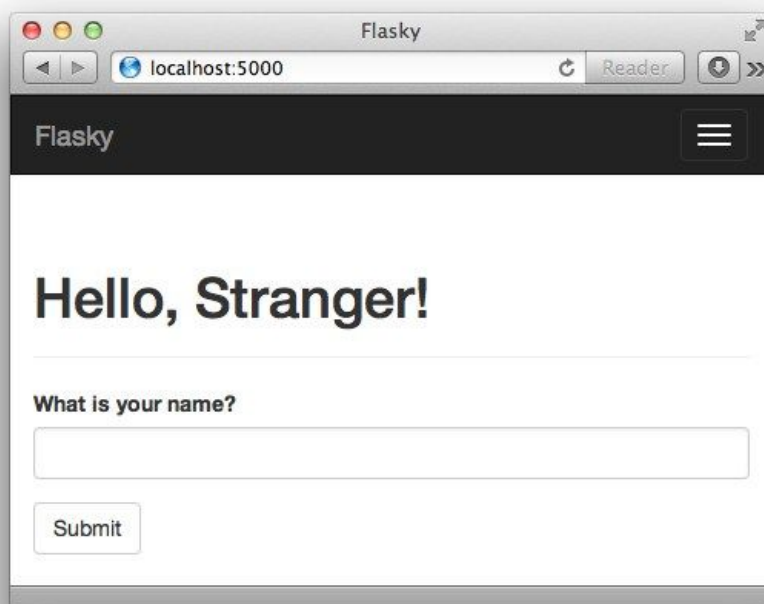 Flasky
localhost:5000 Reader
Flasky
Hello, Stranger!
What is your name?
Submit